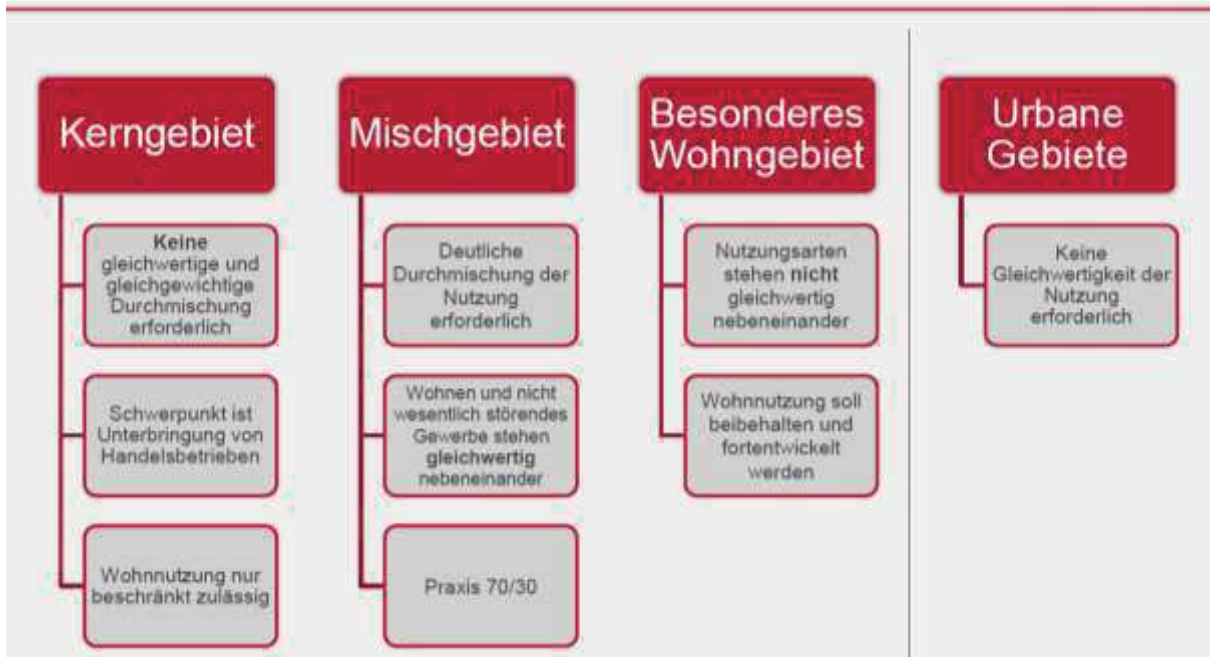 Kerngebiet
Keine
gleichwertige und
gleichgewichtige
Durchmischung
erforderlich
Schwerpunkt ist
Unterbringung von
Handelsbetrieben
Wohnnutzung nur
beschränkt zulässig
Mischgebiet
Deutliche
Durchmischung der
Nutzung
erforderlich
Wohnen und nicht
wesentlich störendes
Gewerbe stehen
gleichwertig
nebeneinander
Praxis 70/30
Besonderes
Wohngebiet
Nutzungsarten
stehen nicht
gleichwertig
nebeneinander
Wohnnutzung soll
beibehalten und
fortentwickelt
werden
Urbane
Gebiete
Keine
Gleichwertigkeit der
Nutzung
erforderlich